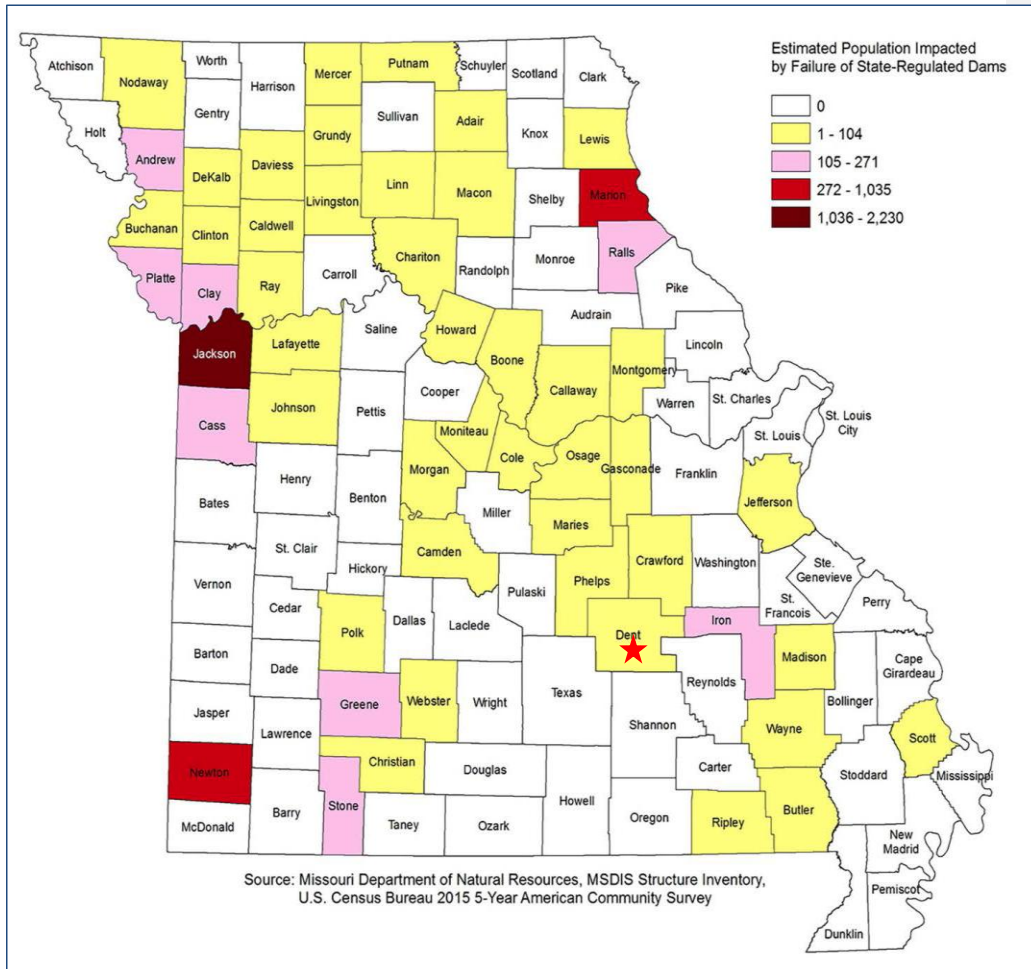 Estimated Population Impacted
by Failure of State-Regulated Dams
0
1 - 104
105 - 271
272 - 1,035
1,036 - 2,230
Atchison
Nodaway
Worth
Harrison
Mercer
Putnam
Schuyler
Scotland
Clark
Holt
Gentry
Sullivan
Adair
Knox
Lewis
Andrew
DeKalb
Daviess
Grundy
Livingston
Linn
Macon
Shelby
Marion
Buchanan
Clinton
Caldwell
Chariton
Randolph
Monroe
Ralls
Platte
Clay
Ray
Carroll
Pike
Audrain
Saline
Howard
Boone
Jackson
Lafayette
Callaway
Montgomery
Lincoln
Cooper
Warren
St. Charles
St. Louis
City
St. Louis
Cass
Johnson
Pettis
Moniteau
Cole
Osage
Gasconade
Franklin
Morgan
Jefferson
Bates
Henry
Benton
Miller
Maries
St. Clair
Camden
Crawford
Washington
Ste.
Genevieve
Hickory
Phelps
Vernon
Pulaski
St.
Francois
Perry
Cedar
Polk
Dallas
Laclede
Dent
Iron
Barton
Dade
Madison
Cape
Girardeau
Reynolds
Bollinger
Jasper
Greene
Webster
Wright
Texas
Shannon
Lawrence
Wayne
Scott
Newton
Christian
Douglas
Carter
Stoddard
Mississippi
Stone
Howell
McDonald
Barry
Taney
Ozark
Oregon
Ripley
Butler
New
Madrid
Pemiscot
Dunklin
Source: Missouri Department of Natural Resources, MSDIS Structure Inventory,
U.S. Census Bureau 2015 5-Year American Community Survey